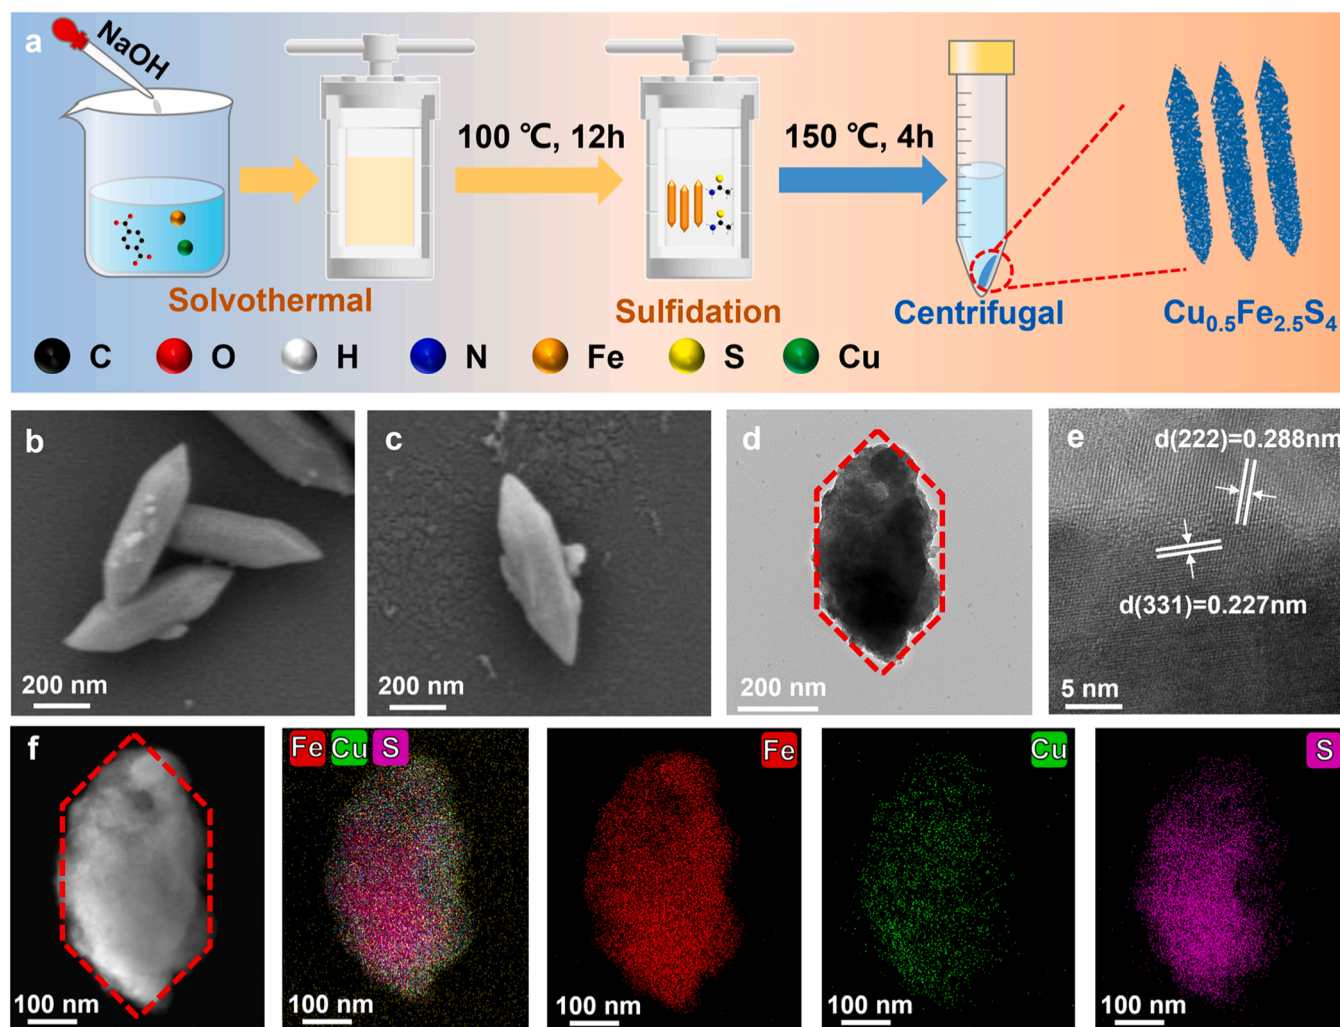 a
NaOH
100 ℃, 12h
150 ℃, 4h
Solvothermal
Sulfidation
Centrifugal
Cu₀.₅Fe₂.₅S₄
C O H N Fe S Cu
b
200 nm
c
200 nm
d
200 nm
e
d(222)=0.288nm
d(331)=0.227nm
5 nm
f
100 nm
Fe Cu S
100 nm
Fe
100 nm
Cu
100 nm
S
100 nm